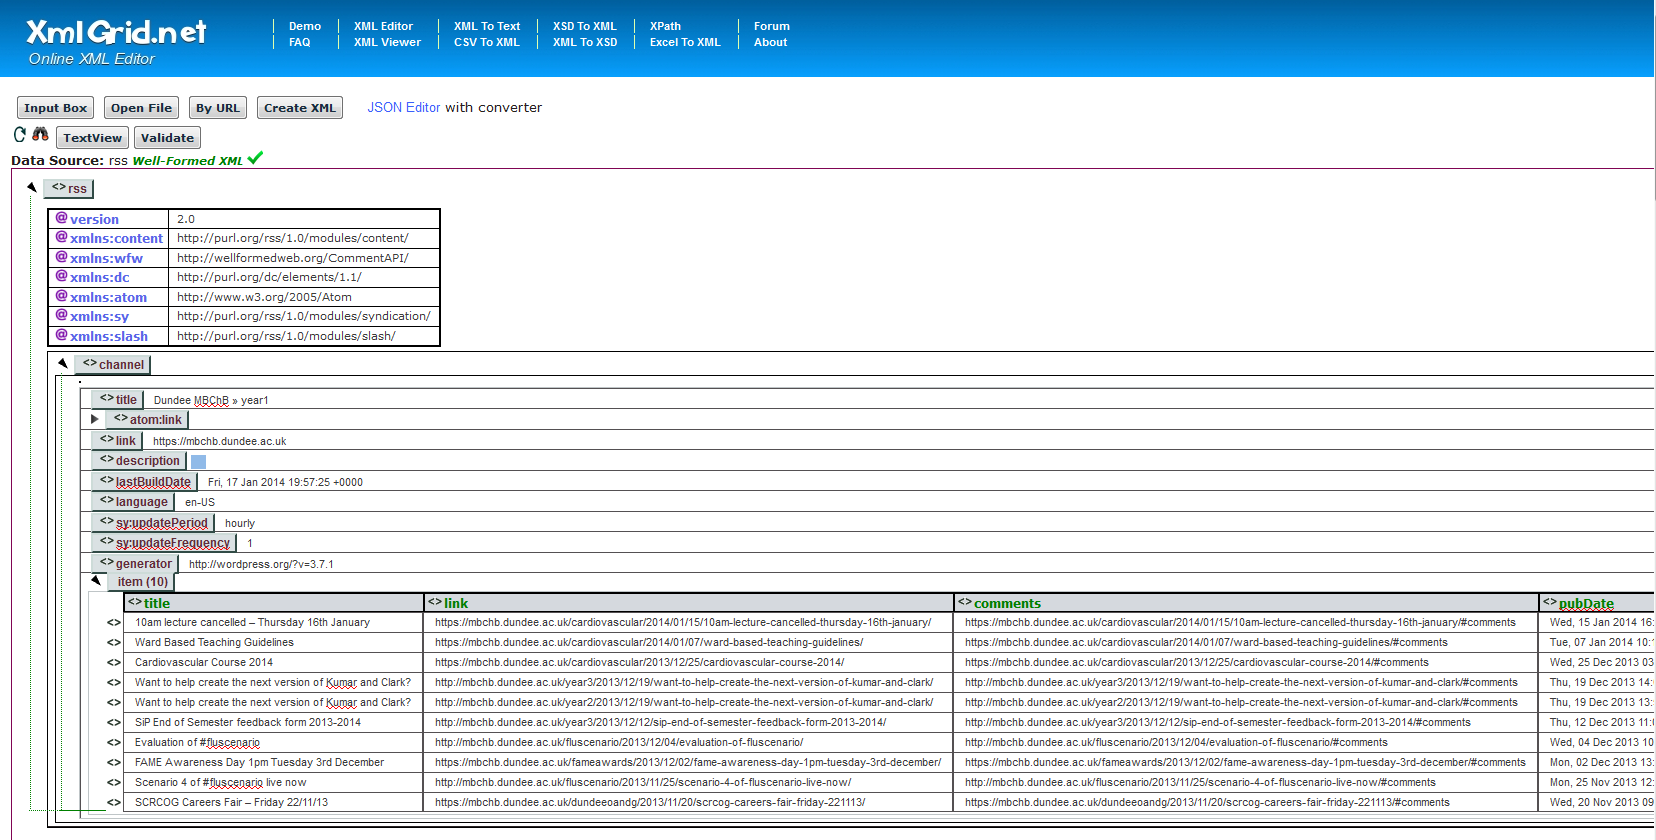 XmlGrid.net
Online XML Editor
Demo XML Editor XML To Text XSD To XML XPath Forum
FAQ XML Viewer CSV To XML XML To XSD Excel To XML About
Input Box Open File By URL Create XML JSON Editor with converter
TextView Validate
Data Source: rss Well-Formed XML
<> rss
@ version 2.0
@ xmlns:content http://purl.org/rss/1.0/modules/content/
@ xmlns:wfw http://wellformedweb.org/CommentAPI/
@ xmlns:dc http://purl.org/dc/elements/1.1/
@ xmlns:atom http://www.w3.org/2005/Atom
@ xmlns:sy http://purl.org/rss/1.0/modules/syndication/
@ xmlns:slash http://purl.org/rss/1.0/modules/slash/
<> channel
<> title Dundee MBChB » year1
<> atom:link
<> link https://mbchb.dundee.ac.uk
<> description
<> lastBuildDate Fri, 17 Jan 2014 19:57:25 +0000
<> language en-US
<> sy:updatePeriod hourly
<> sy:updateFrequency 1
<> generator http://wordpress.org/?v=3.7.1
item (10)
<> title <> link <> comments <> pubDate
<> 10am lecture cancelled – Thursday 16th January https://mbchb.dundee.ac.uk/cardiovascular/2014/01/15/10am-lecture-cancelled-thursday-16th-january/ https://mbchb.dundee.ac.uk/cardiovascular/2014/01/15/10am-lecture-cancelled-thursday-16th-january/#comments Wed, 15 Jan 2014 16:
<> Ward Based Teaching Guidelines https://mbchb.dundee.ac.uk/cardiovascular/2014/01/07/ward-based-teaching-guidelines/ https://mbchb.dundee.ac.uk/cardiovascular/2014/01/07/ward-based-teaching-guidelines/#comments Tue, 07 Jan 2014 10:
<> Cardiovascular Course 2014 https://mbchb.dundee.ac.uk/cardiovascular/2013/12/25/cardiovascular-course-2014/ https://mbchb.dundee.ac.uk/cardiovascular/2013/12/25/cardiovascular-course-2014/#comments Wed, 25 Dec 2013 03
<> Want to help create the next version of Kumar and Clark? http://mbchb.dundee.ac.uk/year3/2013/12/19/want-to-help-create-the-next-version-of-kumar-and-clark/ http://mbchb.dundee.ac.uk/year3/2013/12/19/want-to-help-create-the-next-version-of-kumar-and-clark/#comments Thu, 19 Dec 2013 14:
<> Want to help create the next version of Kumar and Clark? http://mbchb.dundee.ac.uk/year2/2013/12/19/want-to-help-create-the-next-version-of-kumar-and-clark/ http://mbchb.dundee.ac.uk/year2/2013/12/19/want-to-help-create-the-next-version-of-kumar-and-clark/#comments Thu, 19 Dec 2013 13:
<> SiP End of Semester feedback form 2013-2014 http://mbchb.dundee.ac.uk/year3/2013/12/12/sip-end-of-semester-feedback-form-2013-2014/ http://mbchb.dundee.ac.uk/year3/2013/12/12/sip-end-of-semester-feedback-form-2013-2014/#comments Thu, 12 Dec 2013 11:
<> Evaluation of #fluscenario http://mbchb.dundee.ac.uk/fluscenario/2013/12/04/evaluation-of-fluscenario/ http://mbchb.dundee.ac.uk/fluscenario/2013/12/04/evaluation-of-fluscenario/#comments Wed, 04 Dec 2013 10
<> FAME Awareness Day 1pm Tuesday 3rd December https://mbchb.dundee.ac.uk/fameawards/2013/12/02/fame-awareness-day-1pm-tuesday-3rd-december/ https://mbchb.dundee.ac.uk/fameawards/2013/12/02/fame-awareness-day-1pm-tuesday-3rd-december/#comments Mon, 02 Dec 2013 13:
<> Scenario 4 of #fluscenario live now http://mbchb.dundee.ac.uk/fluscenario/2013/11/25/scenario-4-of-fluscenario-live-now/ http://mbchb.dundee.ac.uk/fluscenario/2013/11/25/scenario-4-of-fluscenario-live-now/#comments Mon, 25 Nov 2013 12:
<> SCRCOG Careers Fair – Friday 22/11/13 https://mbchb.dundee.ac.uk/dundeeoandg/2013/11/20/scrcog-careers-fair-friday-221113/ https://mbchb.dundee.ac.uk/dundeeoandg/2013/11/20/scrcog-careers-fair-friday-221113/#comments Wed, 20 Nov 2013 09